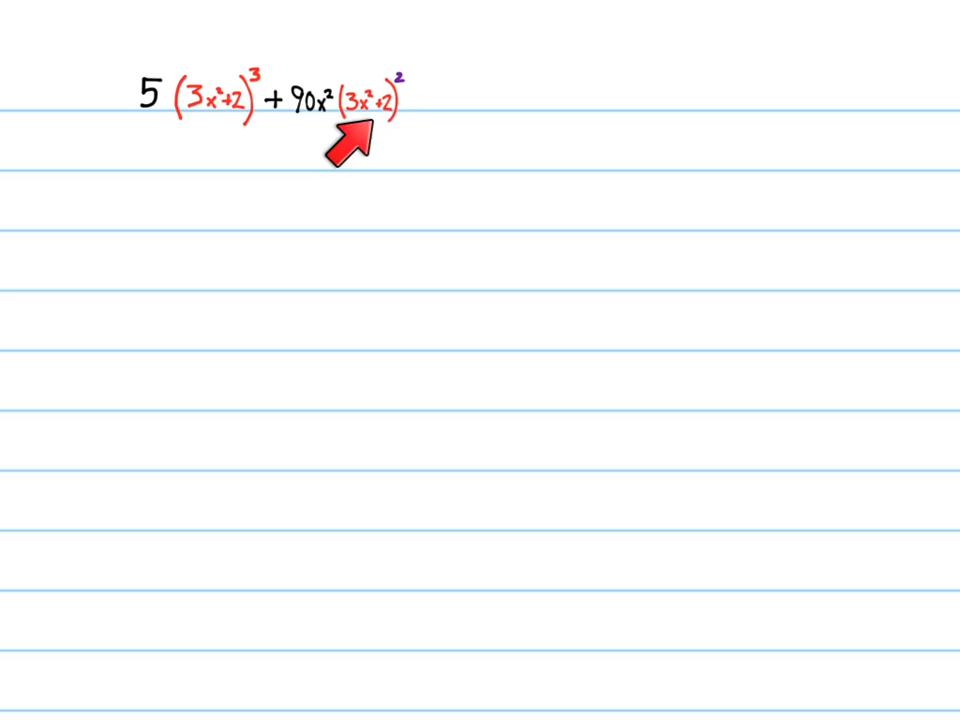 5 (3x²+2)³ + 90x² (3x²+2)²